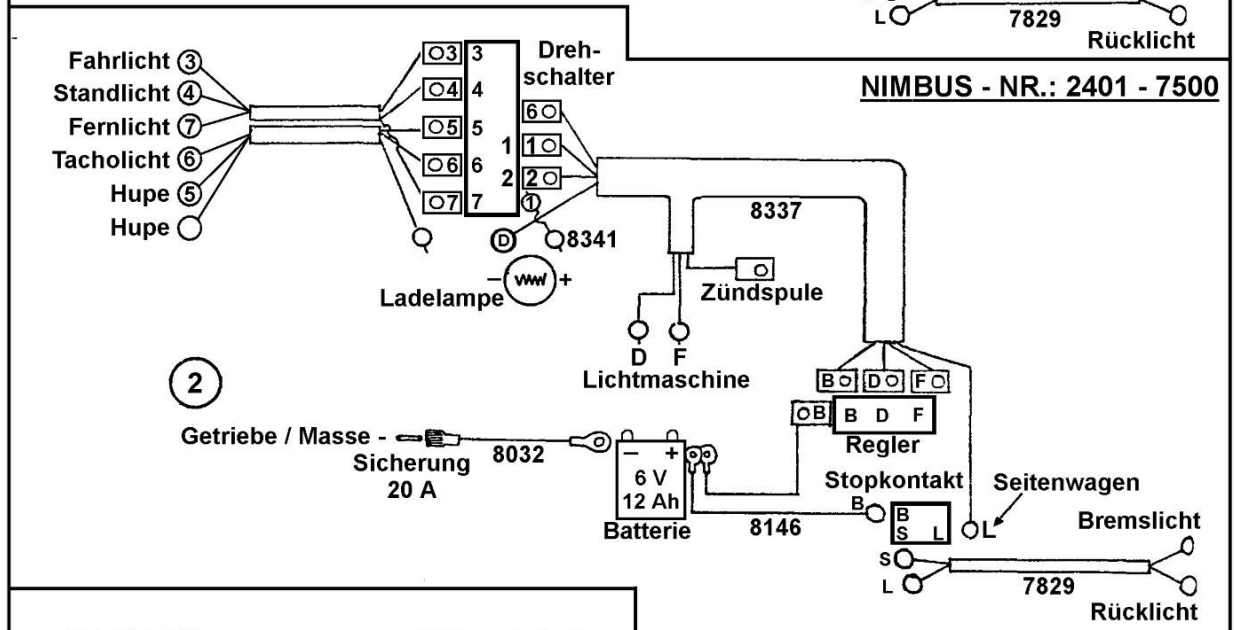 L
7829
Rücklicht
NIMBUS - NR.: 2401 - 7500
Fahrlicht 3
Standlicht 4
Fernlicht 7
Tacholicht 6
Hupe 5
Hupe
3 3
4 4
5 5
6 6
7 7
Dreh-
schalter
6
1 1
2 2
1
D
8341
8337
- +
Ladelampe
Zündspule
D F
Lichtmaschine
2
B D F
B B D F
Regler
Getriebe / Masse -
Sicherung
20 A
8032
- +
6 V
12 Ah
Batterie
8146
Stopkontakt
B
B
S L
L
Seitenwagen
Bremslicht
S
L
7829
Rücklicht